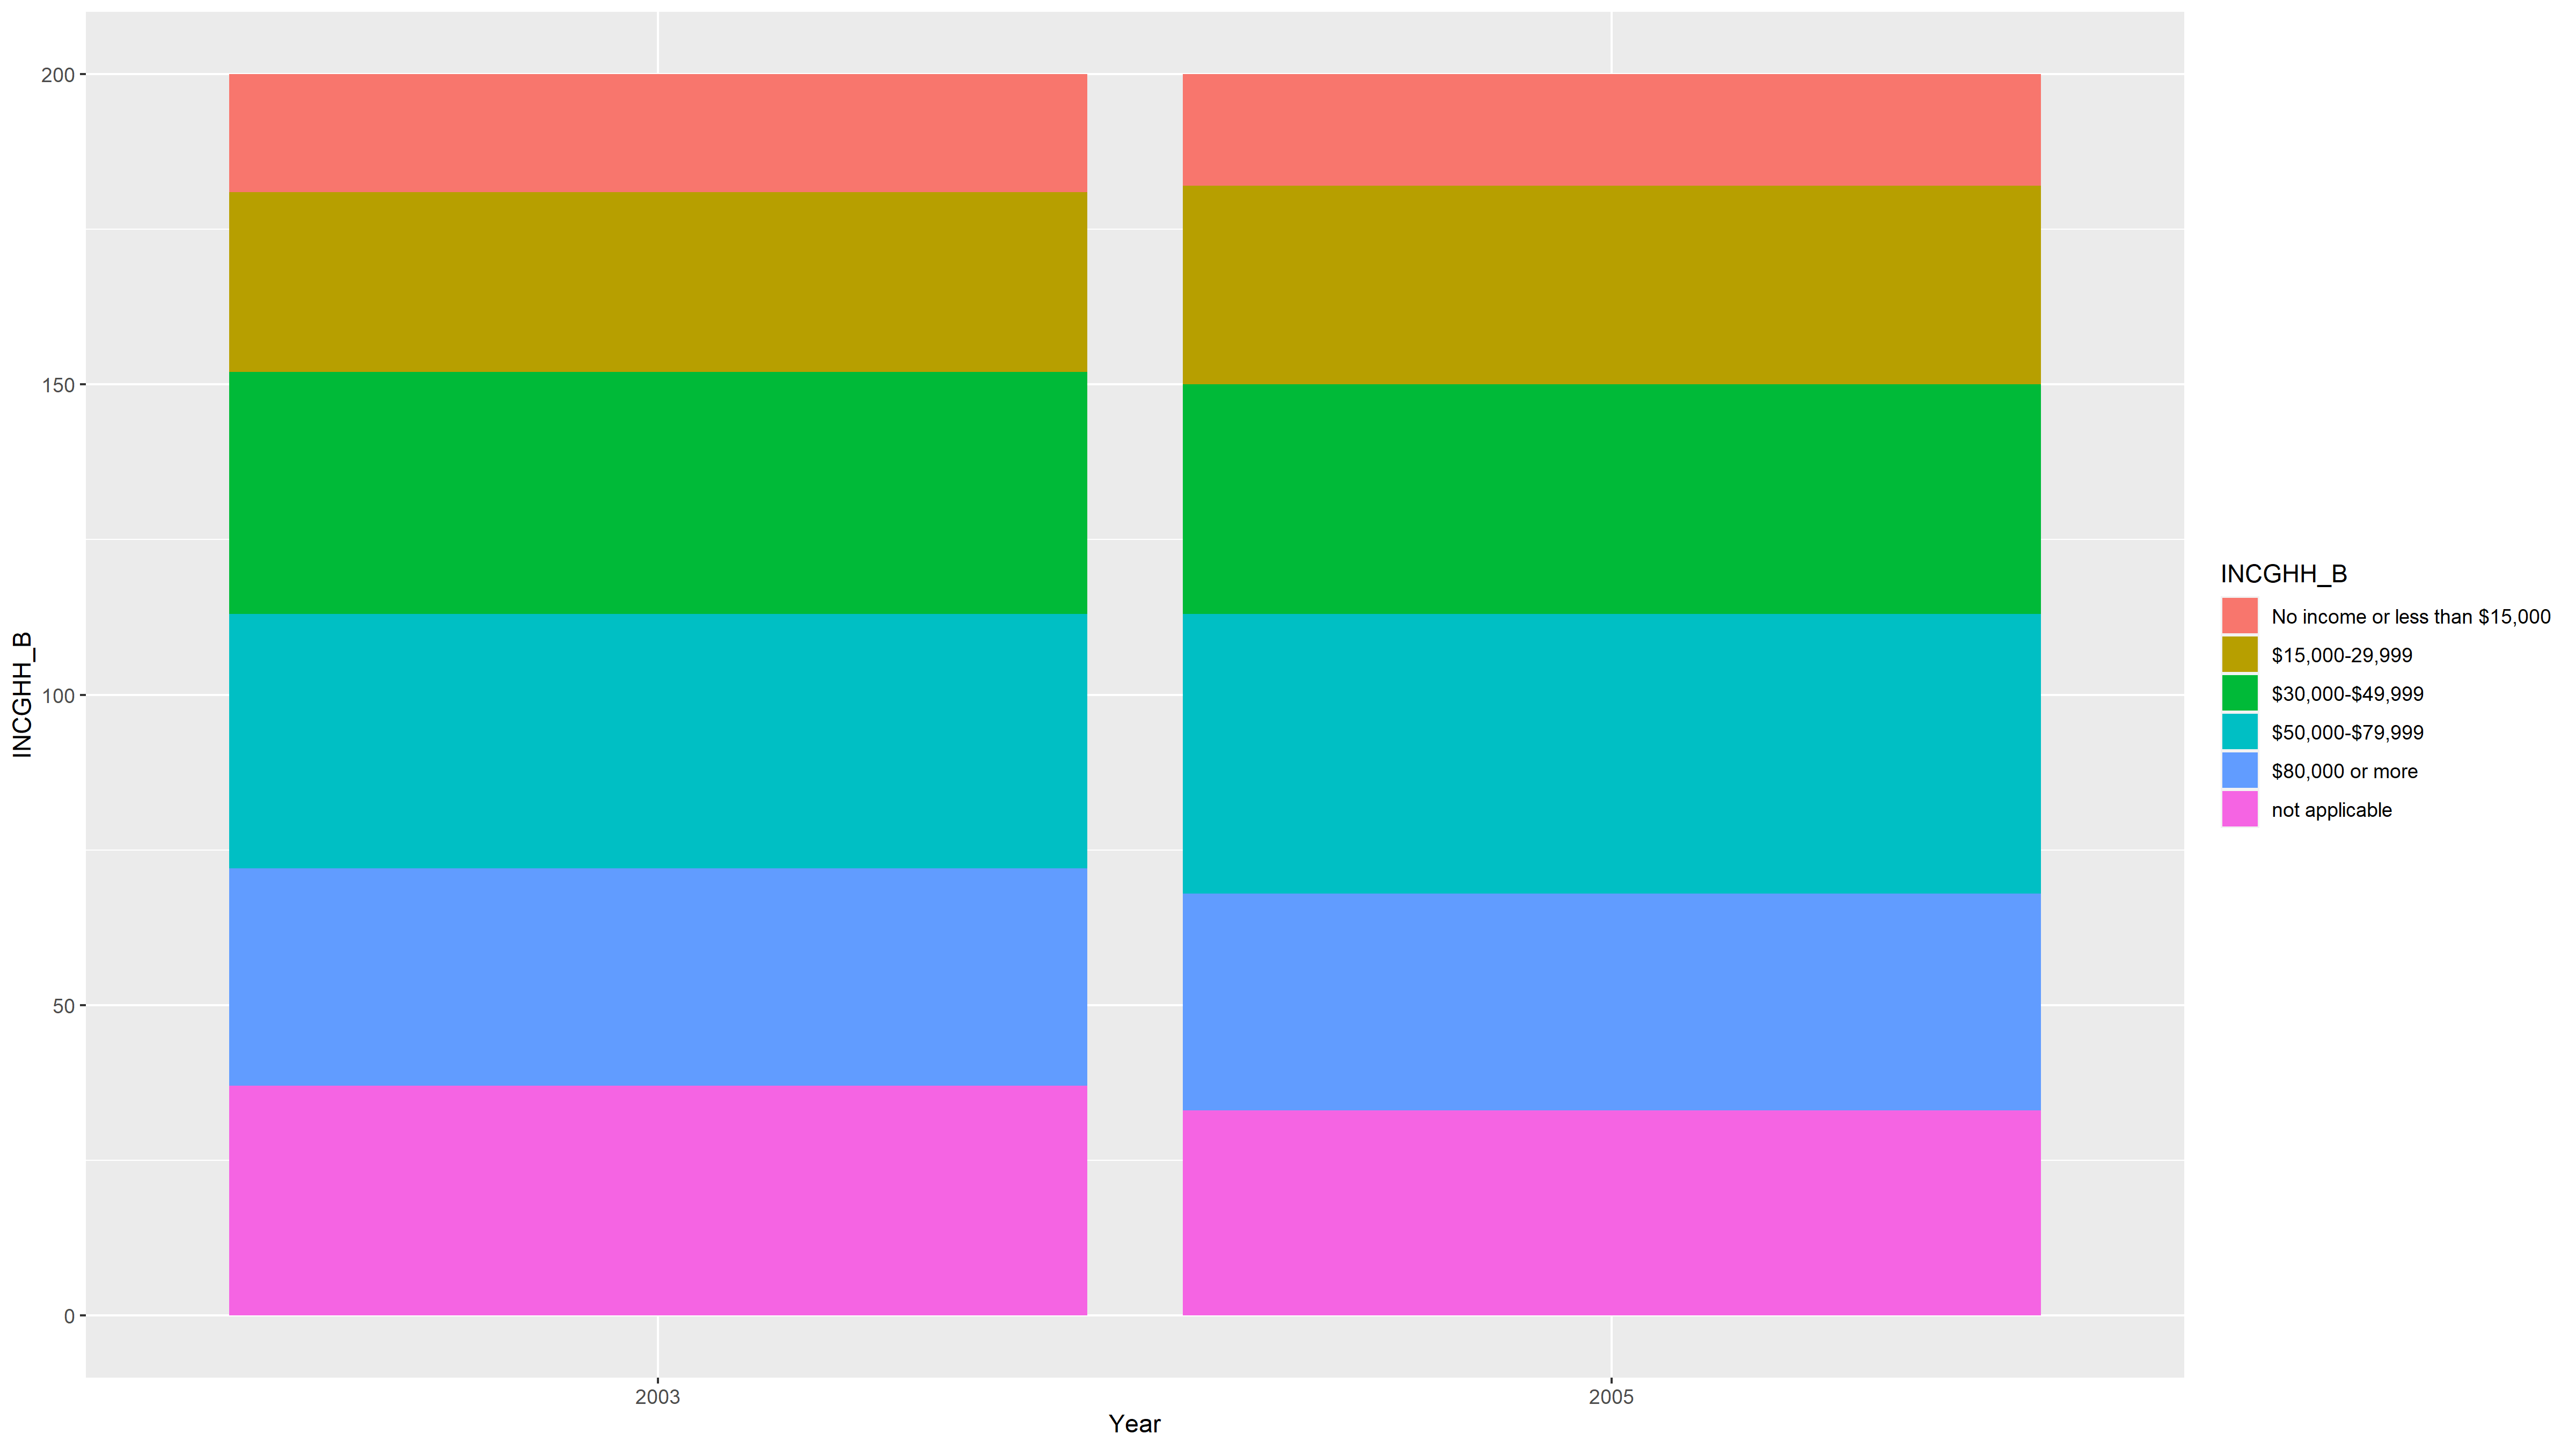 200
150
100
50
0
INCGHH_B
2003
2005
Year
INCGHH_B
No income or less than $15,000
$15,000-29,999
$30,000-$49,999
$50,000-$79,999
$80,000 or more
not applicable